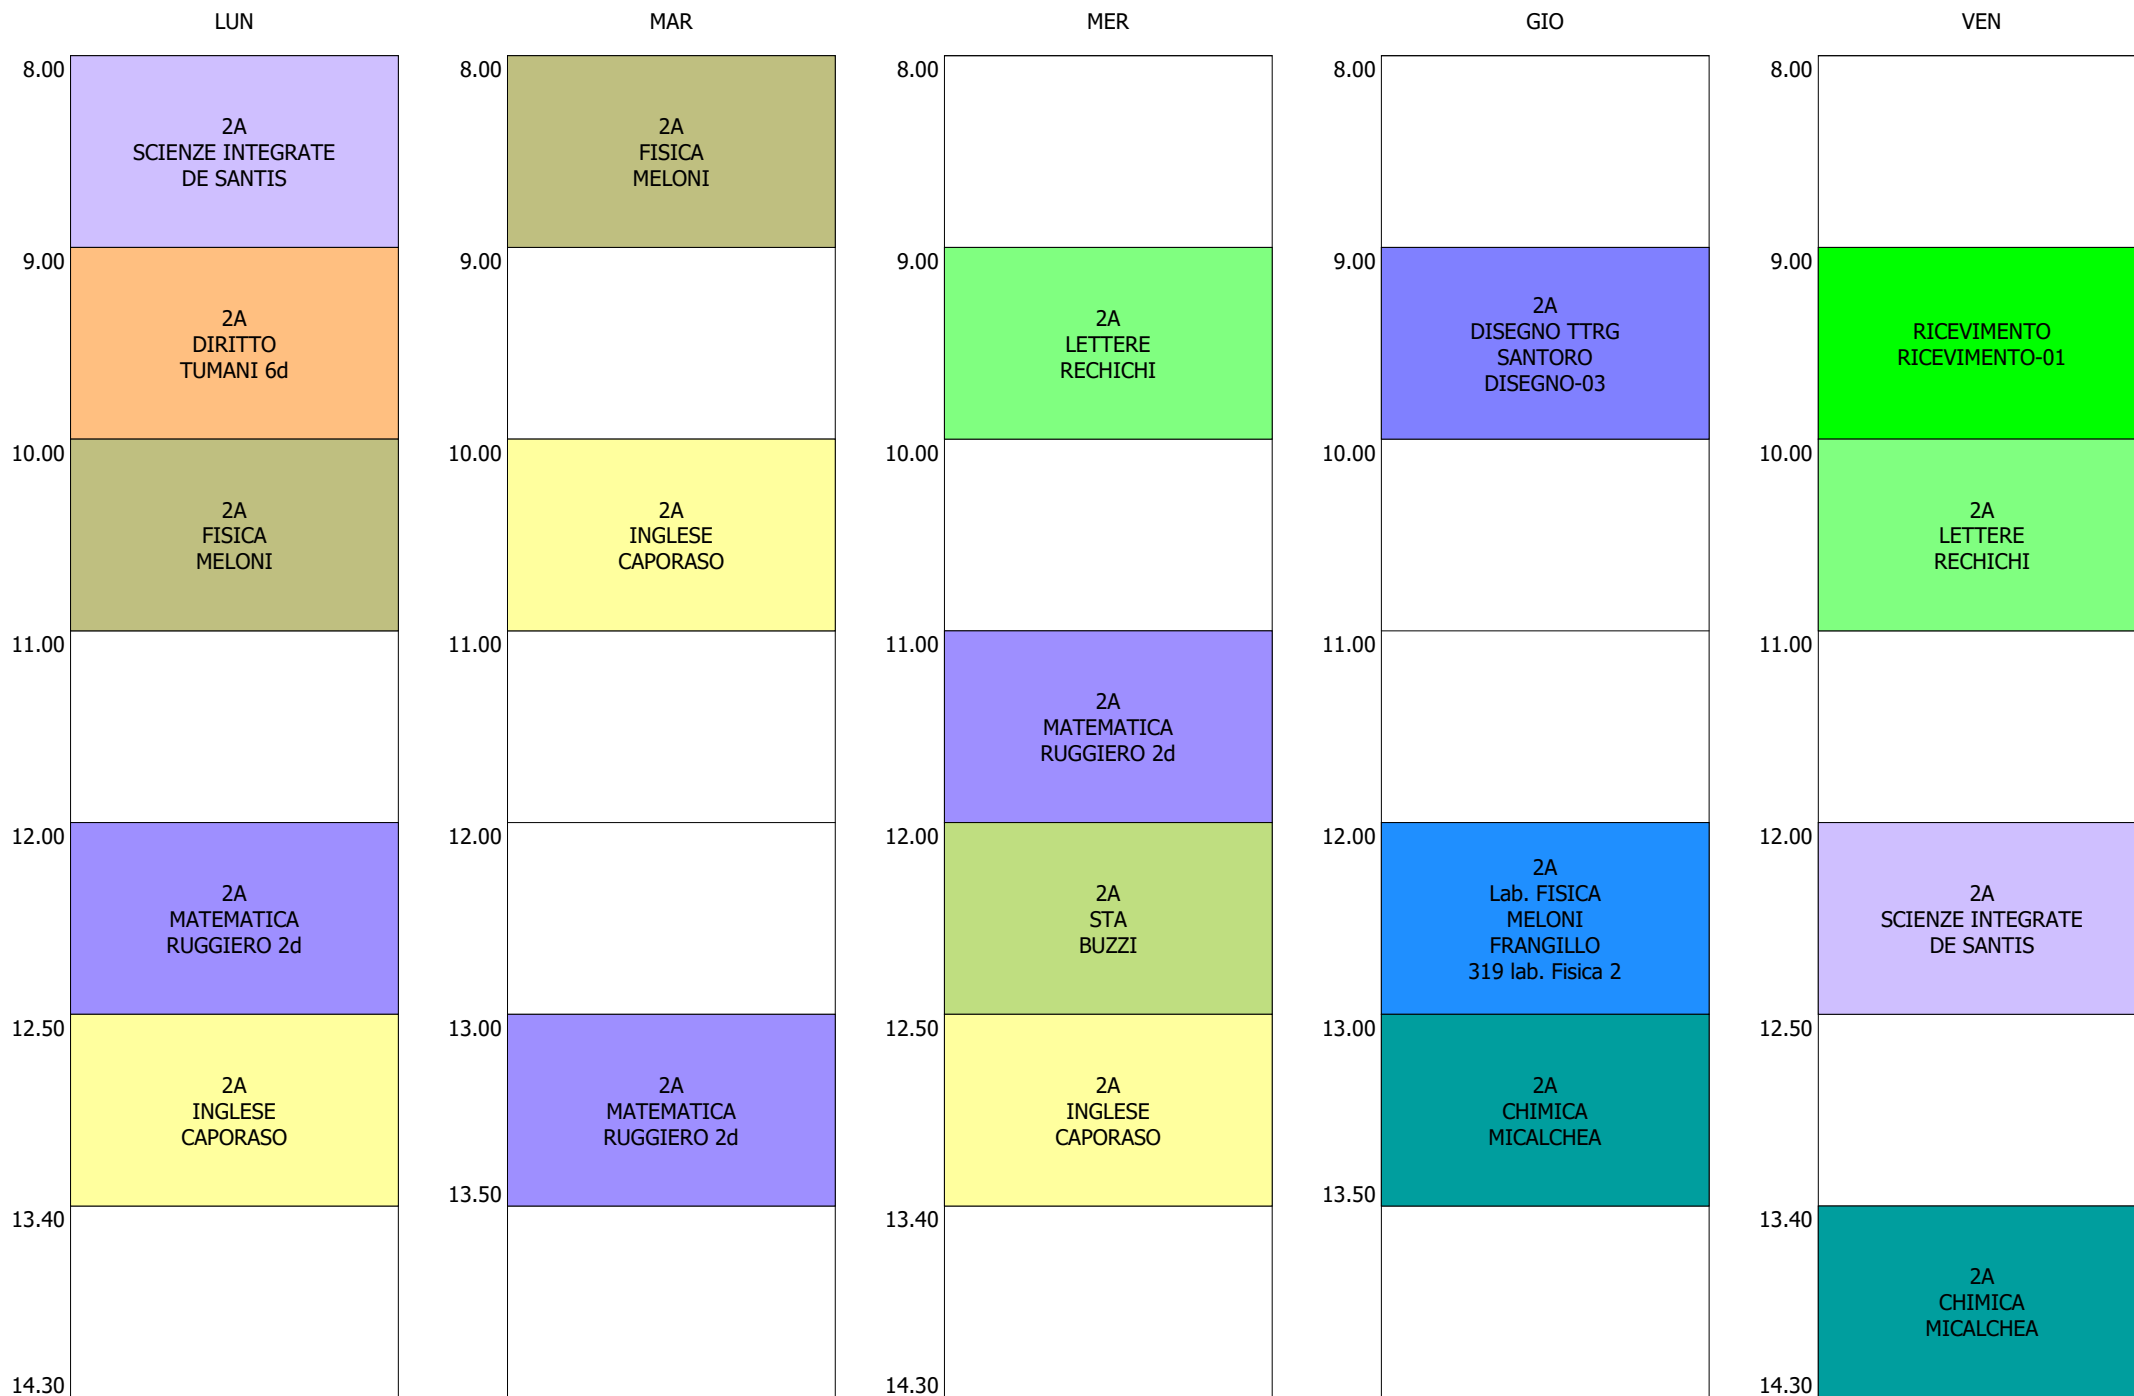 LUN
MAR
MER
GIO
VEN
8.00
2A
SCIENZE INTEGRATE
DE SANTIS
9.00
2A
DIRITTO
TUMANI 6d
10.00
2A
FISICA
MELONI
11.00
12.00
2A
MATEMATICA
RUGGIERO 2d
12.50
2A
INGLESE
CAPORASO
13.40
14.30
8.00
2A
FISICA
MELONI
9.00
10.00
2A
INGLESE
CAPORASO
11.00
12.00
13.00
2A
MATEMATICA
RUGGIERO 2d
13.50
8.00
9.00
2A
LETTERE
RECHICHI
10.00
11.00
2A
MATEMATICA
RUGGIERO 2d
12.00
2A
STA
BUZZI
12.50
2A
INGLESE
CAPORASO
13.40
14.30
8.00
9.00
2A
DISEGNO TTRG
SANTORO
DISEGNO-03
10.00
11.00
12.00
2A
Lab. FISICA
MELONI
FRANGILLO
319 lab. Fisica 2
13.00
2A
CHIMICA
MICALCHEA
13.50
8.00
9.00
RICEVIMENTO
RICEVIMENTO-01
10.00
2A
LETTERE
RECHICHI
11.00
12.00
2A
SCIENZE INTEGRATE
DE SANTIS
12.50
13.40
2A
CHIMICA
MICALCHEA
14.30